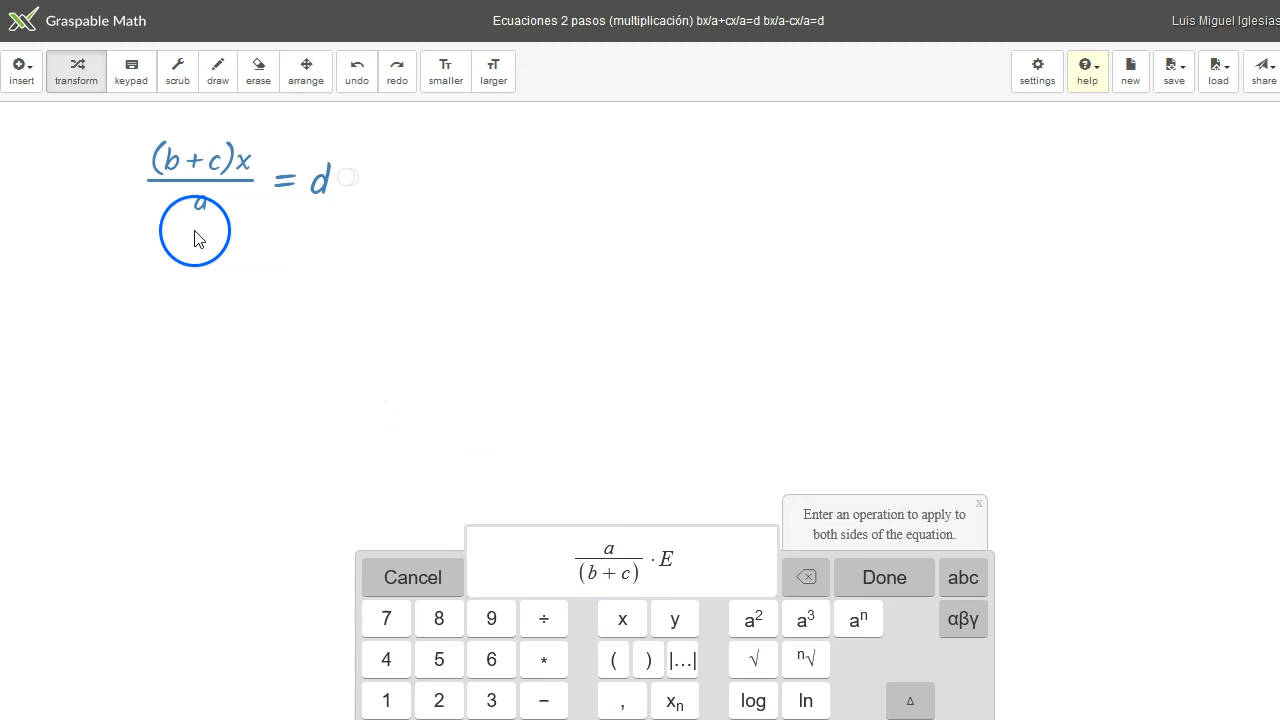 Graspable Math
Ecuaciones 2 pasos (multiplicación) bx/a+cx/a=d bx/a-cx/a=d
Luis Miguel Iglesias
insert transform keypad scrub draw erase arrange undo redo smaller larger settings help new save load share
(b+c)x
a
= d
Enter an operation to apply to
both sides of the equation.
x
a
(b + c)
· E
Cancel Done abc
7 8 9 ÷ x y a² a³ aⁿ αβγ
4 5 6 * ( ) |...| √ ⁿ√
1 2 3 − , xₙ log ln ▵